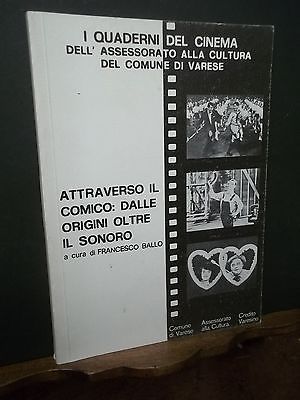 I QUADERNI DEL CINEMA
DELL' ASSESSORATO ALLA CULTURA
DEL COMUNE DI VARESE
ATTRAVERSO IL
COMICO: DALLE
ORIGINI OLTRE
IL SONORO
a cura di FRANCESCO BALLO
Comune
di Varese
Assessorato
alla Cultura
Credito
Varesino